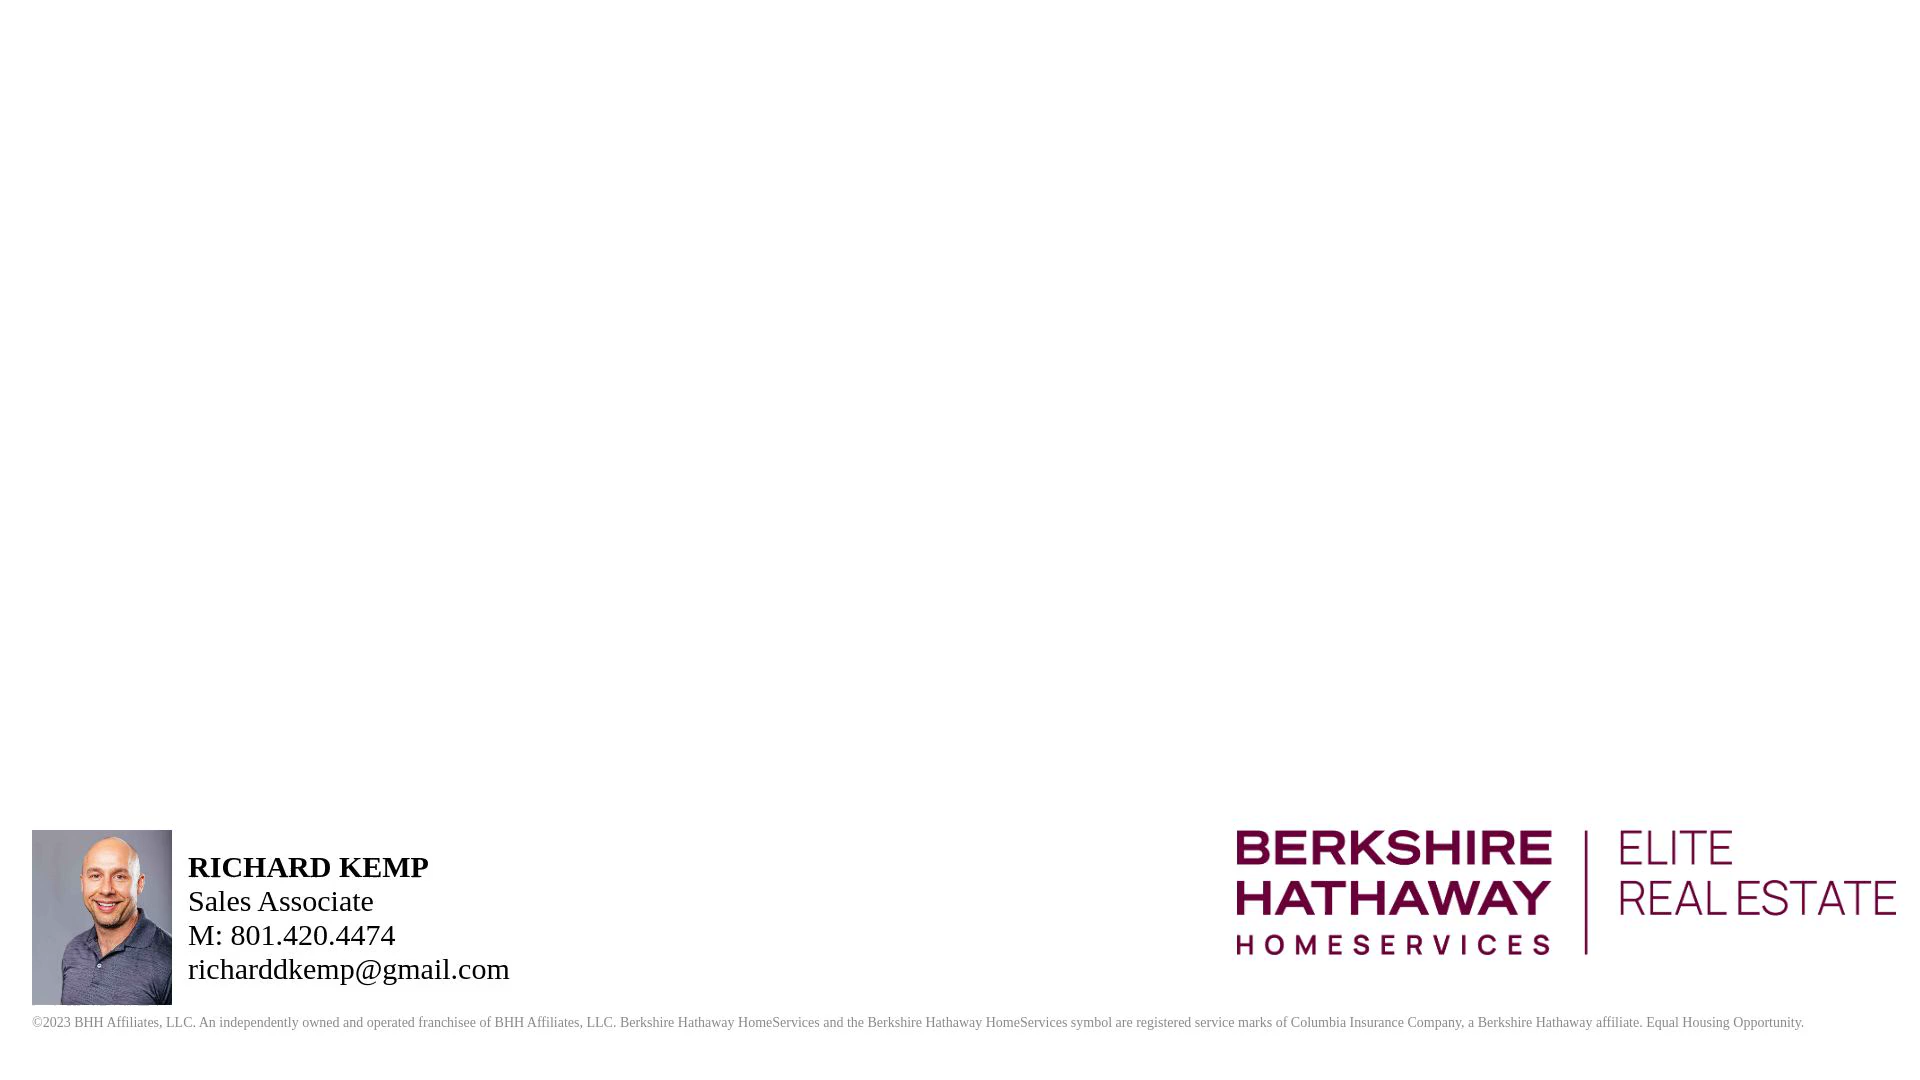 RICHARD KEMP
Sales Associate
M: 801.420.4474
richarddkemp@gmail.com
BERKSHIRE
HATHAWAY
HOMESERVICES
ELITE
REAL ESTATE
©2023 BHH Affiliates, LLC. An independently owned and operated franchisee of BHH Affiliates, LLC. Berkshire Hathaway HomeServices and the Berkshire Hathaway HomeServices symbol are registered service marks of Columbia Insurance Company, a Berkshire Hathaway affiliate. Equal Housing Opportunity.